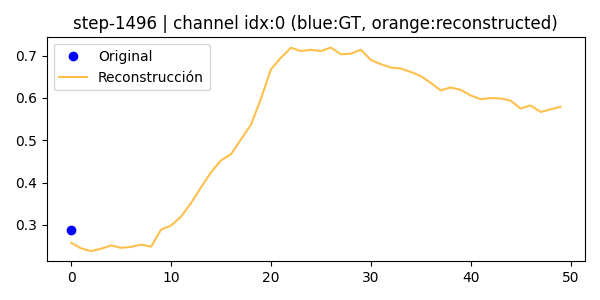 step-1496 | channel idx:0 (blue:GT, orange:reconstructed)
Original
Reconstrucción
0.7
0.6
0.5
0.4
0.3
0 10 20 30 40 50